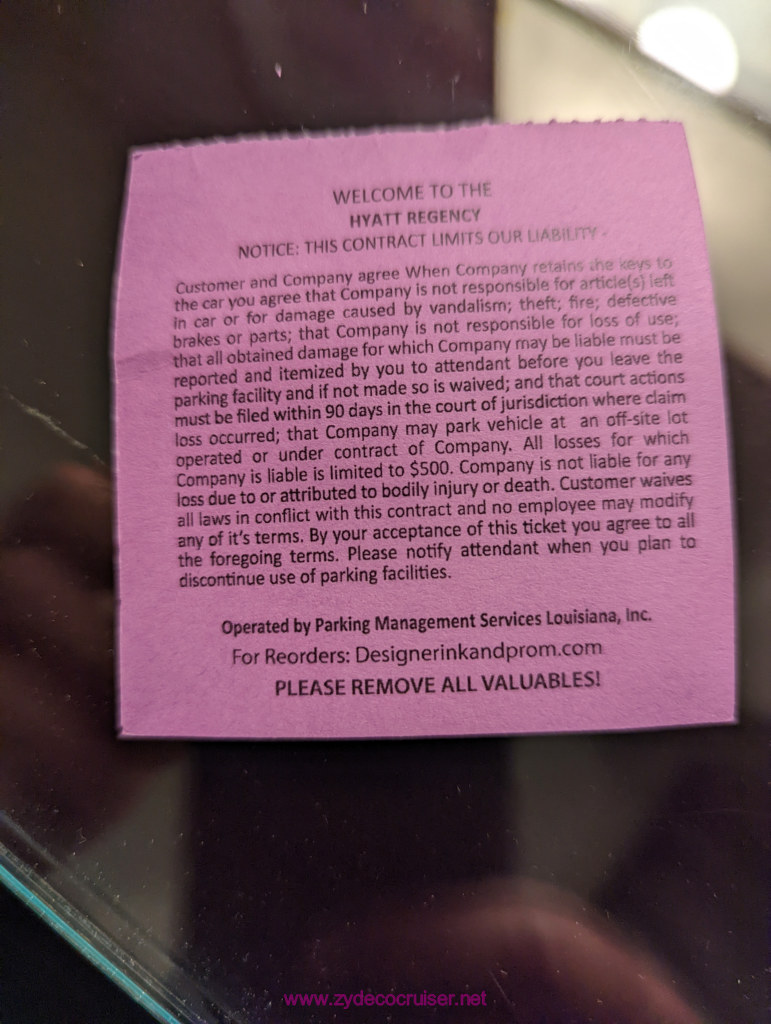 WELCOME TO THE
HYATT REGENCY
NOTICE: THIS CONTRACT LIMITS OUR LIABILITY -
Customer and Company agree When Company retains the keys to
the car you agree that Company is not responsible for article(s) left
in car or for damage caused by vandalism; theft; fire; defective
brakes or parts; that Company is not responsible for loss of use;
that all obtained damage for which Company may be liable must be
reported and itemized by you to attendant before you leave the
parking facility and if not made so is waived; and that court actions
must be filed within 90 days in the court of jurisdiction where claim
loss occurred; that Company may park vehicle at an off-site lot
operated or under contract of Company. All losses for which
Company is liable is limited to $500. Company is not liable for any
loss due to or attributed to bodily injury or death. Customer waives
all laws in conflict with this contract and no employee may modify
any of it's terms. By your acceptance of this ticket you agree to all
the foregoing terms. Please notify attendant when you plan to
discontinue use of parking facilities.
Operated by Parking Management Services Louisiana, Inc.
For Reorders: Designerinkandprom.com
PLEASE REMOVE ALL VALUABLES!
www.zydecocruiser.net